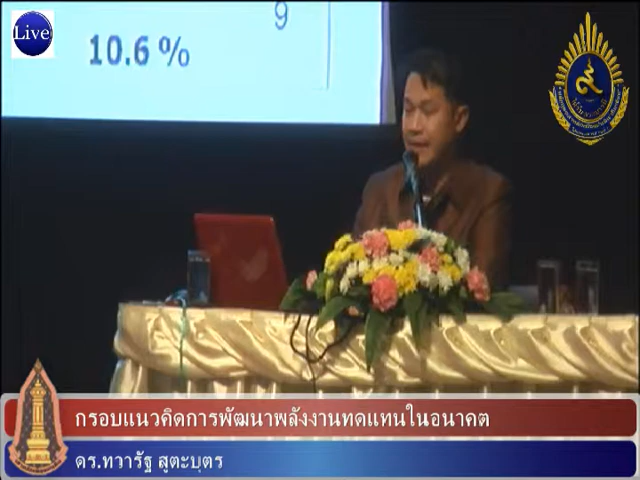 Live
9
10.6 %
๙
กรอบแนวคิดการพัฒนาพลังงานทดแทนในอนาคต
ดร.ทวารัฐ สูตะบุตร